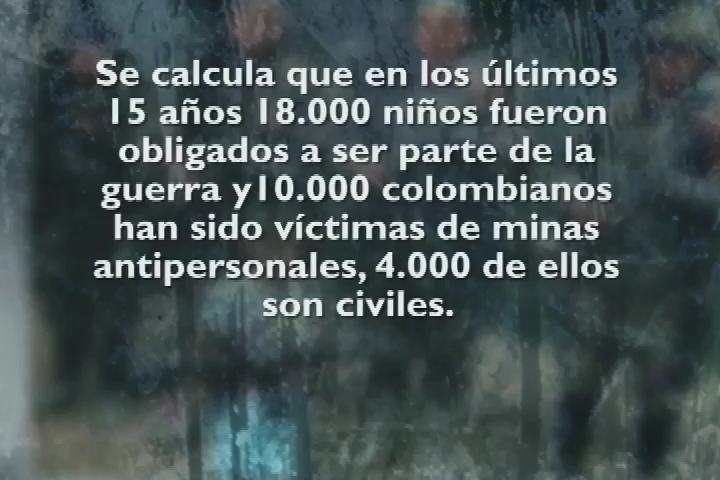 Se calcula que en los últimos
15 años 18.000 niños fueron
obligados a ser parte de la
guerra y10.000 colombianos
han sido víctimas de minas
antipersonales, 4.000 de ellos
son civiles.